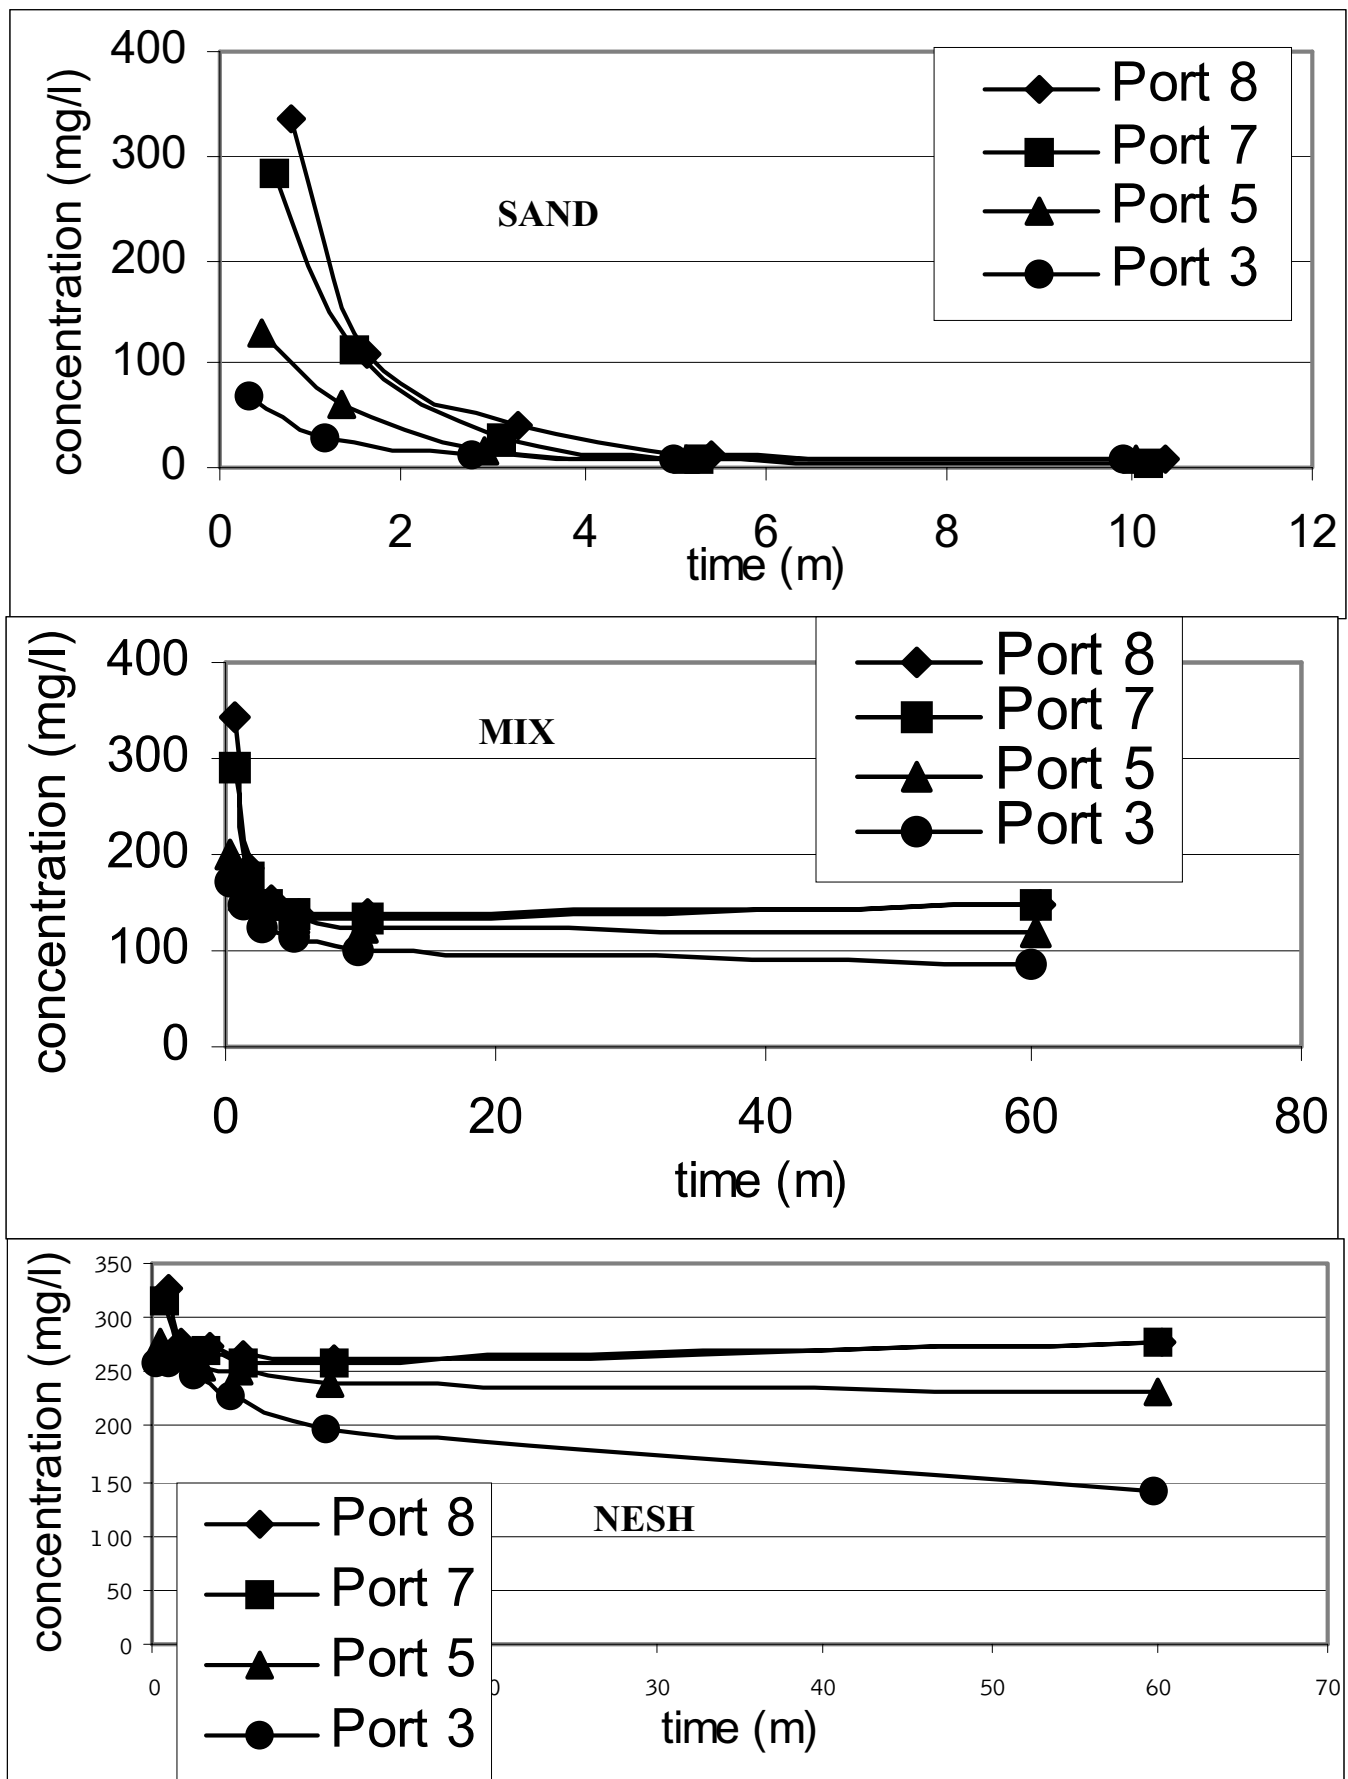 400
300
200
100
0
concentration (mg/l)
SAND
Port 8
Port 7
Port 5
Port 3
0 2 4 6 8 10 12
time (m)
400
300
200
100
0
concentration (mg/l)
MIX
Port 8
Port 7
Port 5
Port 3
0 20 40 60 80
time (m)
350
300
250
200
150
100
50
0
concentration (mg/l)
NESH
Port 8
Port 7
Port 5
Port 3
0 0 30 40 50 60 70
time (m)